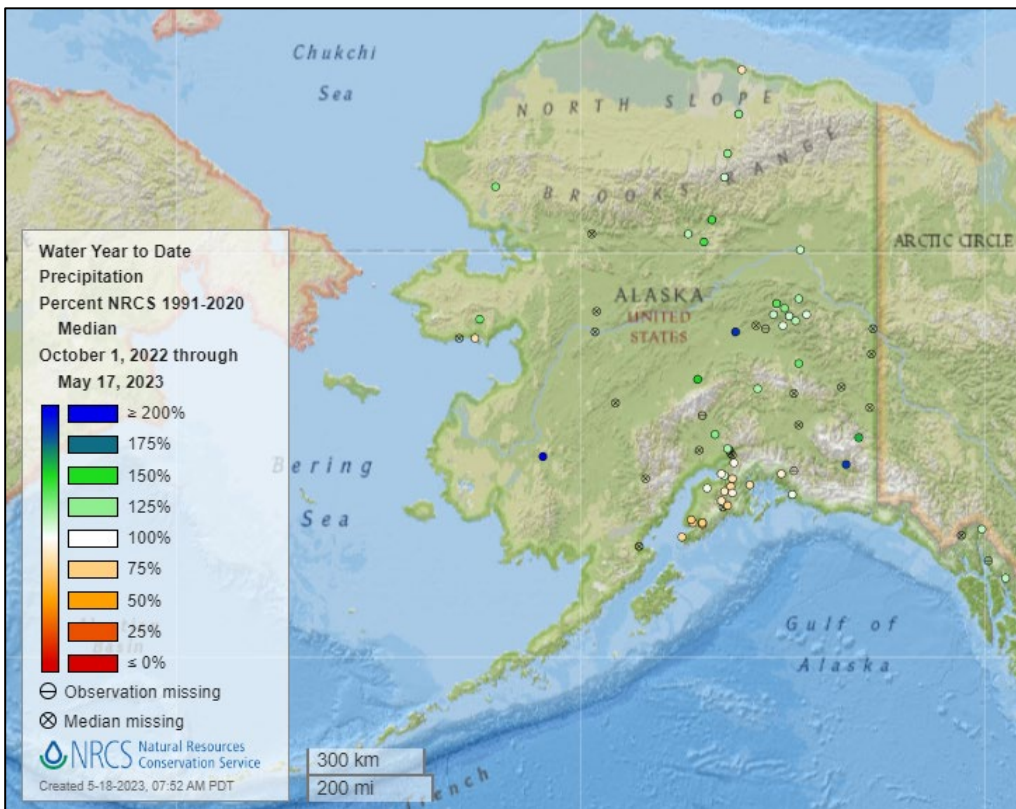 Chukchi
Sea
NORTH SLOPE
BROOKS RANGE
ARCTIC CIRCLE
ALASKA
UNITED
STATES
Bering
Sea
Gulf of
Alaska
Trench
Water Year to Date
Precipitation
Percent NRCS 1991-2020
Median
October 1, 2022 through
May 17, 2023
≥ 200%
175%
150%
125%
100%
75%
50%
25%
≤ 0%
Observation missing
Median missing
NRCS Natural Resources
Conservation Service
Created 5-18-2023, 07:52 AM PDT
300 km
200 mi